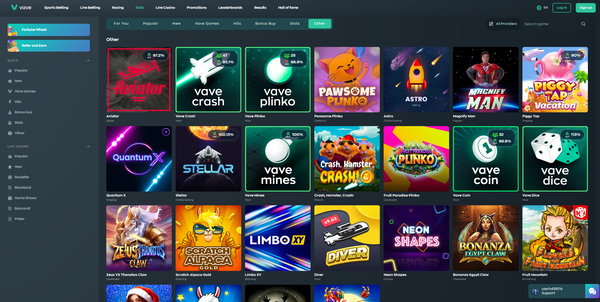 vave
Sports Betting
Live Betting
Racing
Slots
Live Casino
Promotions
Leaderboards
Results
Hall of fame
EN
Log in
Sign up
Fortune Wheel
Refer and Earn
For You
Popular
New
Vave Games
Hits
Bonus Buy
Slots
Other
All Providers
Search game
SLOTS
Popular
New
Vave Games
Hits
Bonus Buy
Slots
Other
LIVE CASINO
Popular
New
Roulette
Blackjack
Game Shows
Baccarat
Poker
Other
Aviator
97.2%
Aviator
vave
crash
Vave Crash
vave
plinko
Vave Plinko
PAWSOME
PLINKO
Pawsome Plinko
ASTRO
Astro
MAGNIFY
MAN
Magnify Man
90%
PIGGY
TAP
Vacation
Piggy Tap
Quantum X
Quantum X
102.13%
STELLAR
Stellar
100%
vave
mines
Vave Mines
Crash, Hamster,
CRASH!
Crash, Hamster, Crash!
PLINKO
Fruit Paradise Plinko
vave
coin
Vave Coin
113%
vave
dice
Vave Dice
ZEUS THANATOS
CLAW
Zeus VS Thanatos Claw
SCRATCH
ALPACA
GOLD
Scratch Alpaca Gold
LIMBO XY
Limbo XY
DIVER
Diver
NEON
SHAPES
Neon Shapes
BONANZA
EGYPT CLAW
Bonanza Egypt Claw
Support